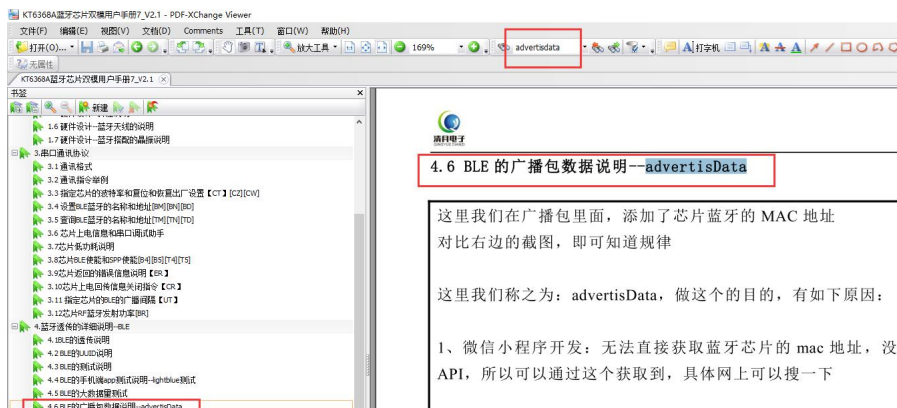 KT6368A蓝牙芯片双模用户手册7_V2.1 - PDF-XChange Viewer
文件(F) 编辑(E) 视图(V) 文档(D) Comments 工具(T) 窗口(W) 帮助(H)
打开(O)... 放大工具 169% advertisdata 打字机
无属性
KT6368A蓝牙芯片双模用户手册7_V2.1
书签
新建
1.6 硬件设计--蓝牙天线的说明
1.7 硬件设计--蓝牙搭配的晶振说明
3.串口通讯协议
3.1 通讯格式
3.2 通讯指令举例
3.3 指定芯片的波特率和复位和恢复出厂设置【CT】[CZ][CW]
3.4 设置BLE蓝牙的名称和地址[BM][BN][BD]
3.5 查询BLE蓝牙的名称和地址[TM][TN][TD]
3.6 芯片上电信息和串口调试助手
3.7芯片低功耗说明
3.8芯片BLE使能和SPP使能[B4][B5][T4][T5]
3.9芯片返回的错误信息说明【ER】
3.10芯片上电回传信息关闭指令【CR】
3.11 指定芯片的BLE的广播间隔【UT】
3.12芯片RF蓝牙发射功率[BR]
4.蓝牙透传的详细说明--BLE
4.1BLE的透传说明
4.2 BLE的UUID说明
4.3 BLE的测试说明
4.4 BLE的手机端app测试说明--lightblue测试
4.5 BLE的大数据量测试
4.6 BLE的广播包数据说明--advertisData
清月电子
4.6 BLE 的广播包数据说明--advertisData
这里我们在广播包里面，添加了芯片蓝牙的 MAC 地址
对比右边的截图，即可知道规律
这里我们称之为：advertisData，做这个的目的，有如下原因：
1、微信小程序开发：无法直接获取蓝牙芯片的 mac 地址，没
API，所以可以通过这个获取到，具体网上可以搜一下